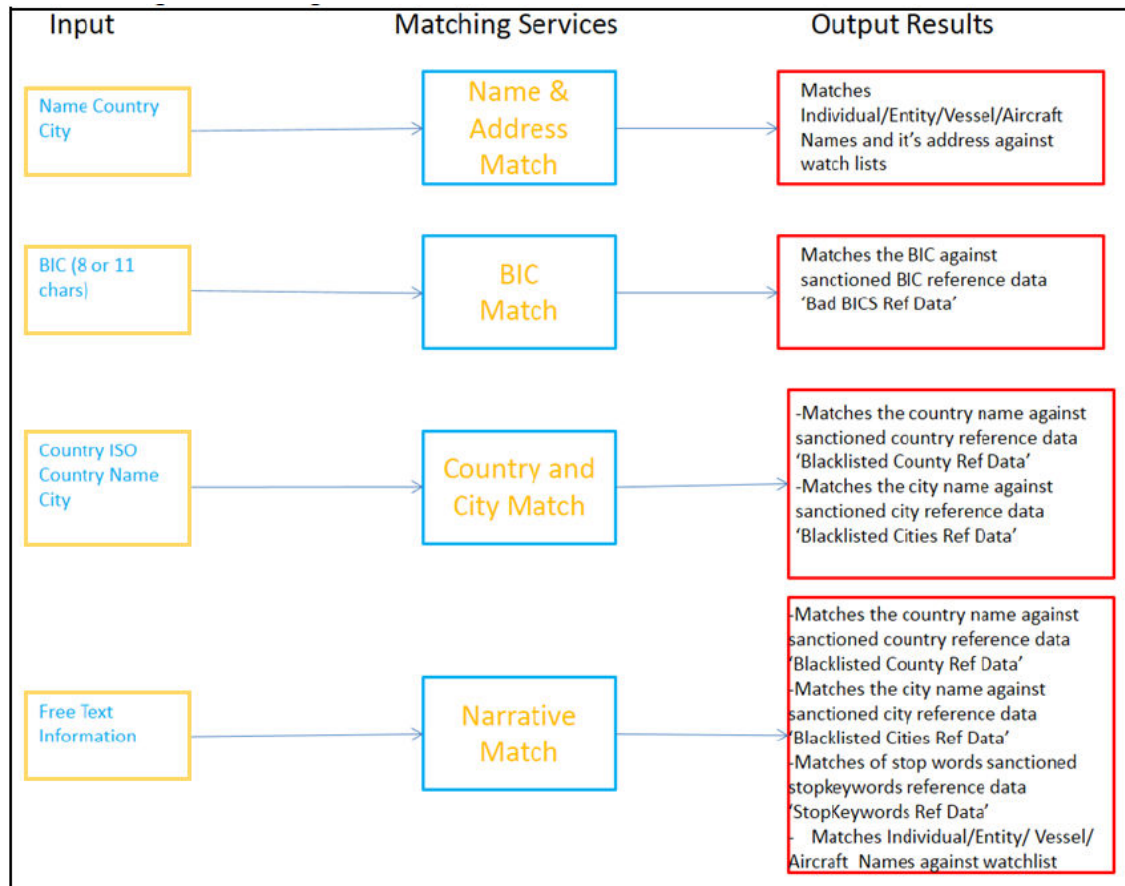 Input
Matching Services
Output Results
Name Country
City
Name &
Address
Match
Matches
Individual/Entity/Vessel/Aircraft
Names and it's address against
watch lists
BIC (8 or 11
chars)
BIC
Match
Matches the BIC against
sanctioned BIC reference data
'Bad BICS Ref Data'
Country ISO
Country Name
City
Country and
City Match
-Matches the country name against
sanctioned country reference data
'Blacklisted County Ref Data'
-Matches the city name against
sanctioned city reference data
'Blacklisted Cities Ref Data'
Free Text
Information
Narrative
Match
-Matches the country name against
sanctioned country reference data
'Blacklisted County Ref Data'
-Matches the city name against
sanctioned city reference data
'Blacklisted Cities Ref Data'
-Matches of stop words sanctioned
stopkeywords reference data
'StopKeywords Ref Data'
- Matches Individual/Entity/ Vessel/
Aircraft Names against watchlist